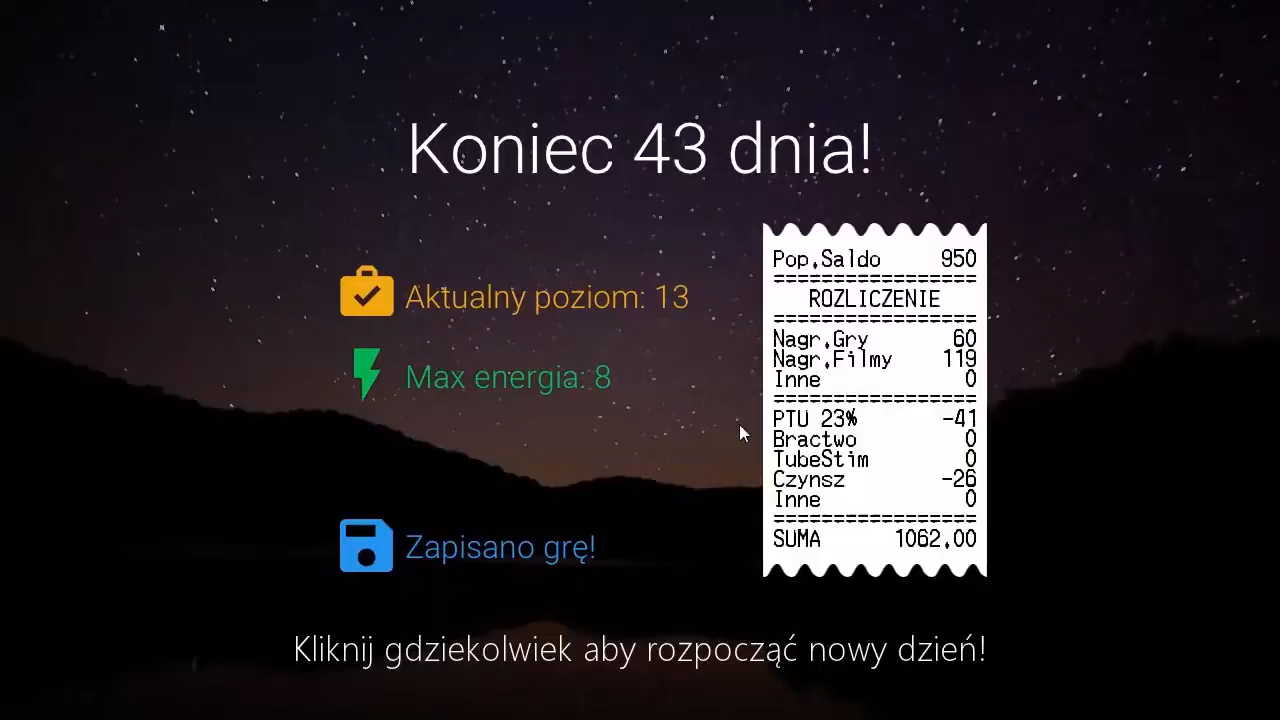 Koniec 43 dnia!
Aktualny poziom: 13
Max energia: 8
Zapisano grę!
Pop.Saldo 950
==================
ROZLICZENIE
==================
Nagr.Gry 60
Nagr.Filmy 119
Inne 0
==================
PTU 23% -41
Bractwo 0
TubeStim 0
Czynsz -26
Inne 0
==================
SUMA 1062.00
Kliknij gdziekolwiek aby rozpocząć nowy dzień!